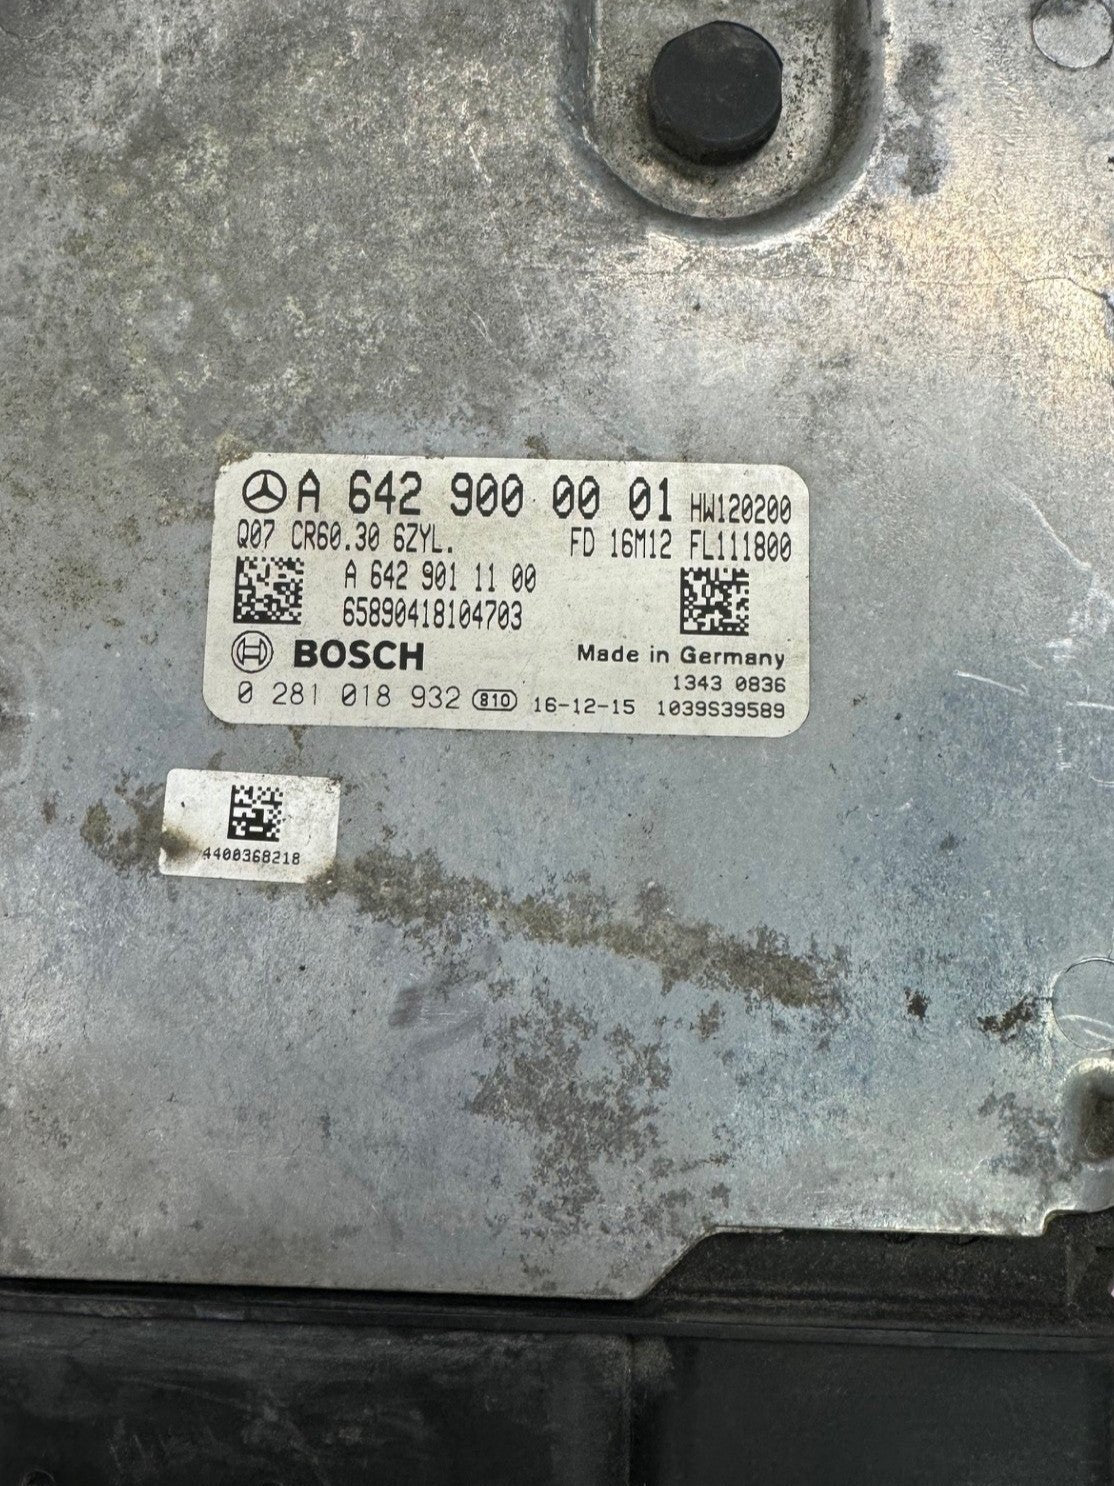 A 642 900 00 01 HW120200
Q07 CR60.30 6ZYL. FD 16M12 FL111800
A 642 901 11 00
65890418104703
BOSCH Made in Germany
1343 0836
0 281 018 932 810 16-12-15 1039S39589
4400368218